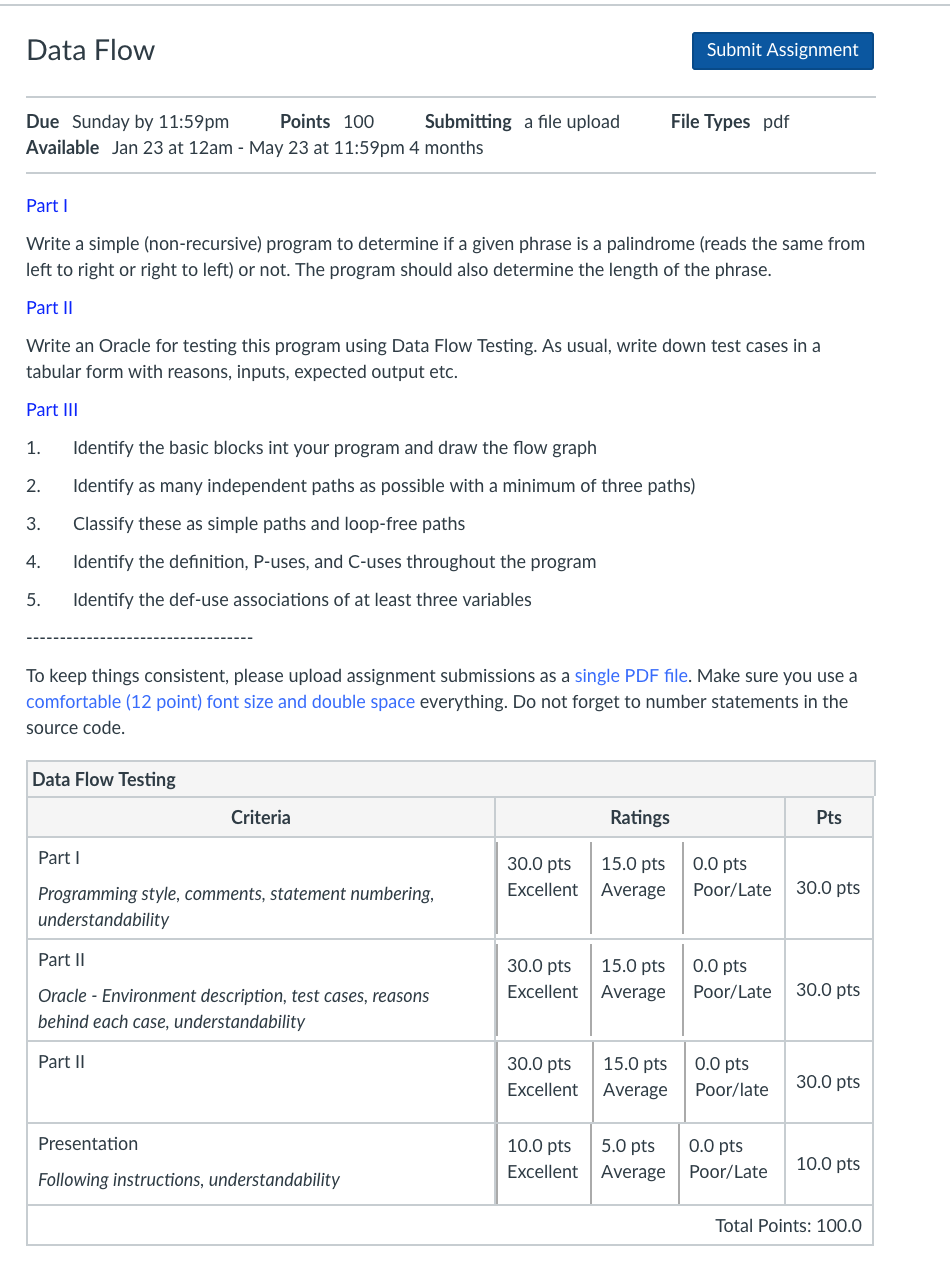 Data Flow
Submit Assignment
Due Sunday by 11:59pm Points 100 Submitting a file upload File Types pdf
Available Jan 23 at 12am - May 23 at 11:59pm 4 months
Part I
Write a simple (non-recursive) program to determine if a given phrase is a palindrome (reads the same from
left to right or right to left) or not. The program should also determine the length of the phrase.
Part II
Write an Oracle for testing this program using Data Flow Testing. As usual, write down test cases in a
tabular form with reasons, inputs, expected output etc.
Part III
1. Identify the basic blocks int your program and draw the flow graph
2. Identify as many independent paths as possible with a minimum of three paths)
3. Classify these as simple paths and loop-free paths
4. Identify the definition, P-uses, and C-uses throughout the program
5. Identify the def-use associations of at least three variables
----------------------------------
To keep things consistent, please upload assignment submissions as a single PDF file. Make sure you use a
comfortable (12 point) font size and double space everything. Do not forget to number statements in the
source code.
Data Flow Testing
Criteria Ratings Pts
Part I
Programming style, comments, statement numbering,
understandability
30.0 pts
Excellent
15.0 pts
Average
0.0 pts
Poor/Late
30.0 pts
Part II
Oracle - Environment description, test cases, reasons
behind each case, understandability
30.0 pts
Excellent
15.0 pts
Average
0.0 pts
Poor/Late
30.0 pts
Part II
30.0 pts
Excellent
15.0 pts
Average
0.0 pts
Poor/late
30.0 pts
Presentation
Following instructions, understandability
10.0 pts
Excellent
5.0 pts
Average
0.0 pts
Poor/Late
10.0 pts
Total Points: 100.0